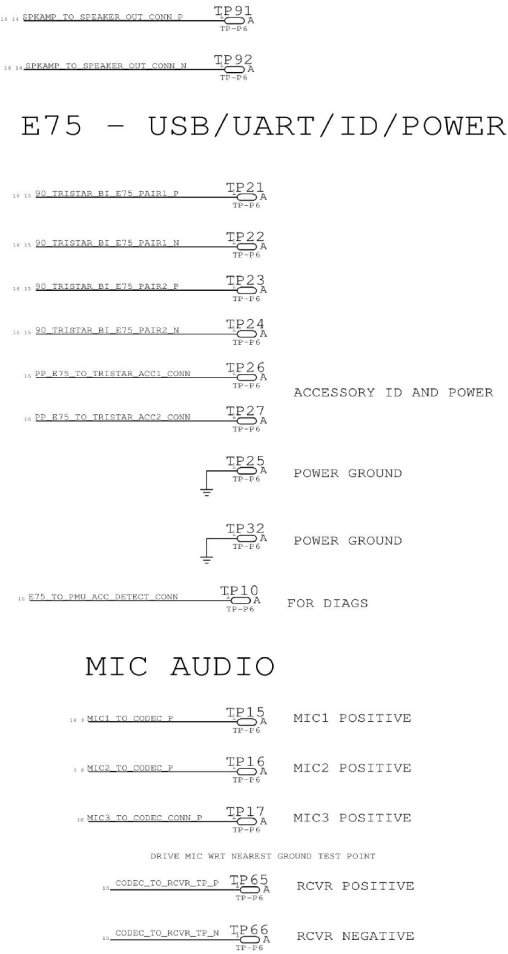 SPKAMP_TO_SPEAKER_OUT_CONN_P TP91
A
TP-P6
SPKAMP_TO_SPEAKER_OUT_CONN_N TP92
A
TP-P6
E75 - USB/UART/ID/POWER
90_TRISTAR_BI_E75_PAIR1_P TP21
A
TP-P6
90_TRISTAR_BI_E75_PAIR1_N TP22
A
TP-P6
90_TRISTAR_BI_E75_PAIR2_P TP23
A
TP-P6
90_TRISTAR_BI_E75_PAIR2_N TP24
A
TP-P6
16 PP_E75_TO_TRISTAR_ACC1_CONN TP26
A
TP-P6
ACCESSORY ID AND POWER
16 PP_E75_TO_TRISTAR_ACC2_CONN TP27
A
TP-P6
TP25
A POWER GROUND
TP-P6
TP32
A POWER GROUND
TP-P6
16 E75_TO_PMU_ACC_DETECT_CONN TP10
A FOR DIAGS
TP-P6
MIC AUDIO
MIC1_TO_CODEC_P TP15
A MIC1 POSITIVE
TP-P6
MIC2_TO_CODEC_P TP16
A MIC2 POSITIVE
TP-P6
10 MIC3_TO_CODEC_CONN_P TP17
A MIC3 POSITIVE
TP-P6
DRIVE MIC WRT NEAREST GROUND TEST POINT
CODEC_TO_RCVR_TP_P TP65
A RCVR POSITIVE
TP-P6
CODEC_TO_RCVR_TP_N TP66
A RCVR NEGATIVE
TP-P6